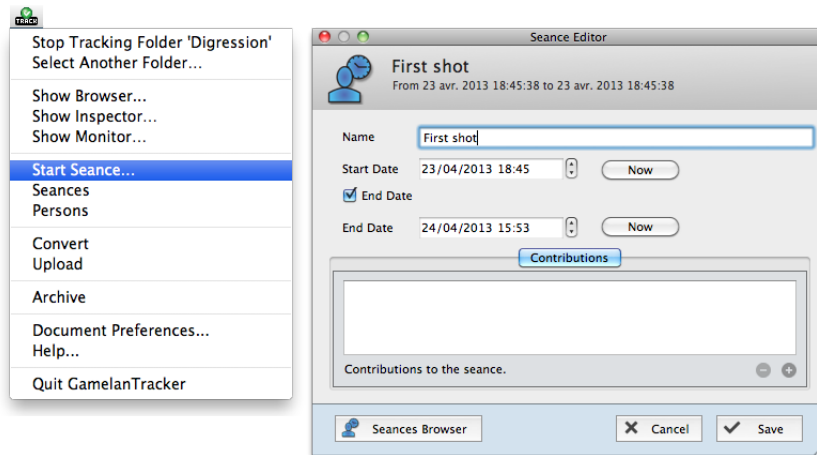 TRACK
Stop Tracking Folder 'Digression'
Select Another Folder...
Show Browser...
Show Inspector...
Show Monitor...
Start Seance...
Seances
Persons
Convert
Upload
Archive
Document Preferences...
Help...
Quit GamelanTracker
Seance Editor
First shot
From 23 avr. 2013 18:45:38 to 23 avr. 2013 18:45:38
Name First shot
Start Date 23/04/2013 18:45 Now
End Date
End Date 24/04/2013 15:53 Now
Contributions
Contributions to the seance.
Seances Browser Cancel Save